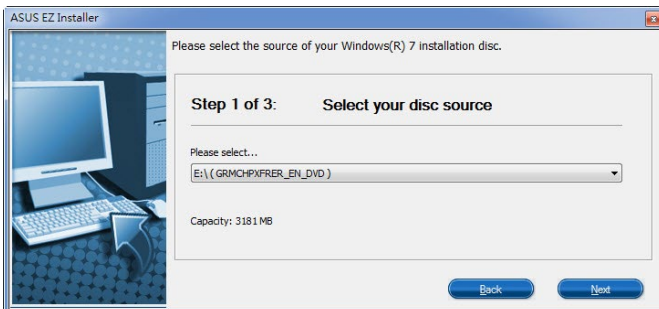 ASUS EZ Installer
Please select the source of your Windows(R) 7 installation disc.
Step 1 of 3: Select your disc source
Please select...
E:\ ( GRMCHPXFRER_EN_DVD )
Capacity: 3181 MB
Back Next